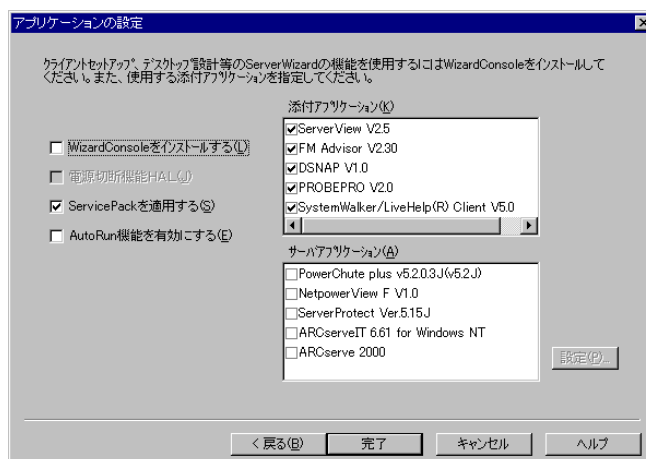 アプリケーションの設定
クライアントセットアップ、デスクトップ設計等のServerWizardの機能を使用するにはWizardConsoleをインストールして
ください。また、使用する添付アプリケーションを指定してください。
添付アプリケーション(K)
WizardConsoleをインストールする(L)
電源切断機能HAL(J)
ServicePackを適用する(S)
AutoRun機能を有効にする(E)
ServerView V2.5
FM Advisor V2.30
DSNAP V1.0
PROBEPRO V2.0
SystemWalker/LiveHelp(R) Client V5.0
サーバアプリケーション(A)
PowerChute plus v5.2.0.3J(v5.2J)
NetpowerView F V1.0
ServerProtect Ver.5.15J
ARCserveIT 6.61 for Windows NT
ARCserve 2000
設定(P)...
< 戻る(B)
完了
キャンセル
ヘルプ